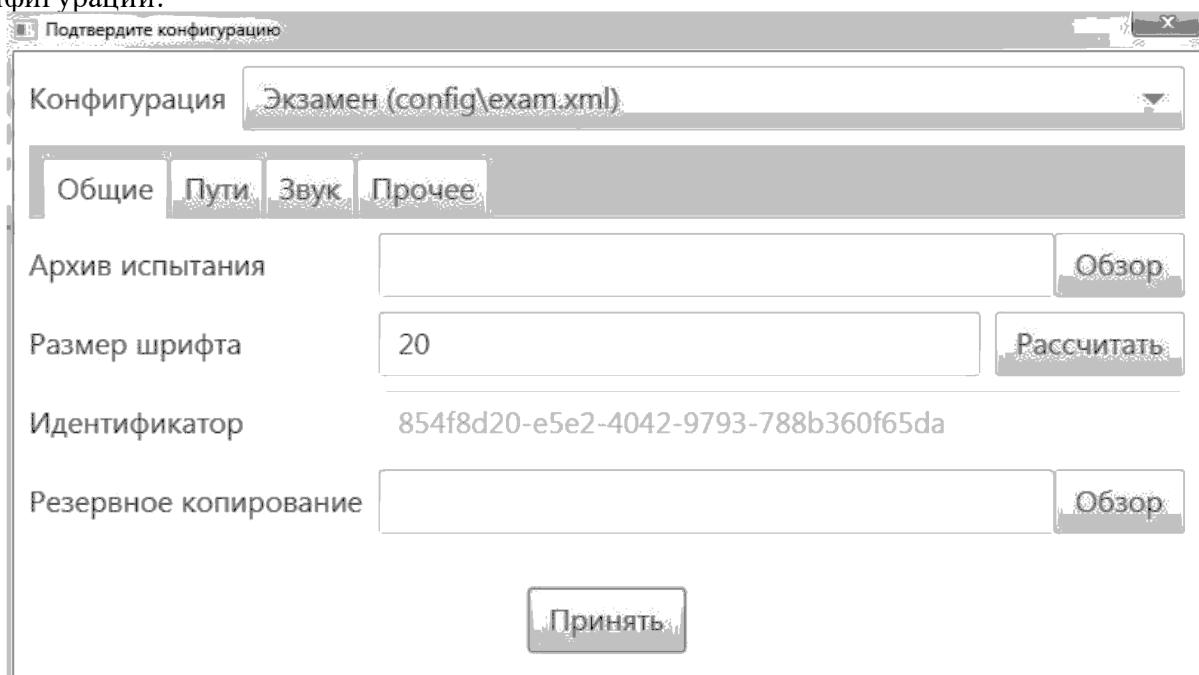 фигурации.
Подтвердите конфигурацию
Конфигурация Экзамен (config\exam.xml)
Общие Пути Звук Прочее
Архив испытания Обзор
Размер шрифта 20 Рассчитать
Идентификатор 854f8d20-e5e2-4042-9793-788b360f65da
Резервное копирование Обзор
Принять